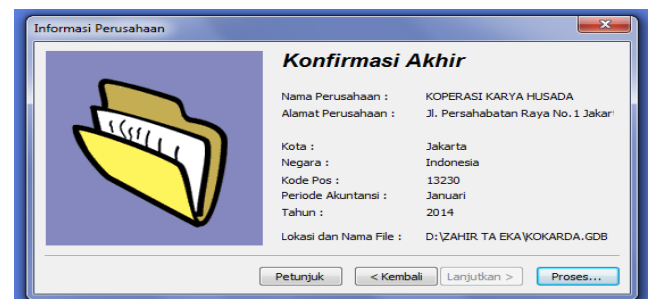 Informasi Perusahaan
Konfirmasi Akhir
Nama Perusahaan : KOPERASI KARYA HUSADA
Alamat Perusahaan : Jl. Persahabatan Raya No. 1 Jakar
Kota : Jakarta
Negara : Indonesia
Kode Pos : 13230
Periode Akuntansi : Januari
Tahun : 2014
Lokasi dan Nama File : D:\ZAHIR TA EKA\KOKARDA.GDB
Petunjuk < Kembali Lanjutkan > Proses...